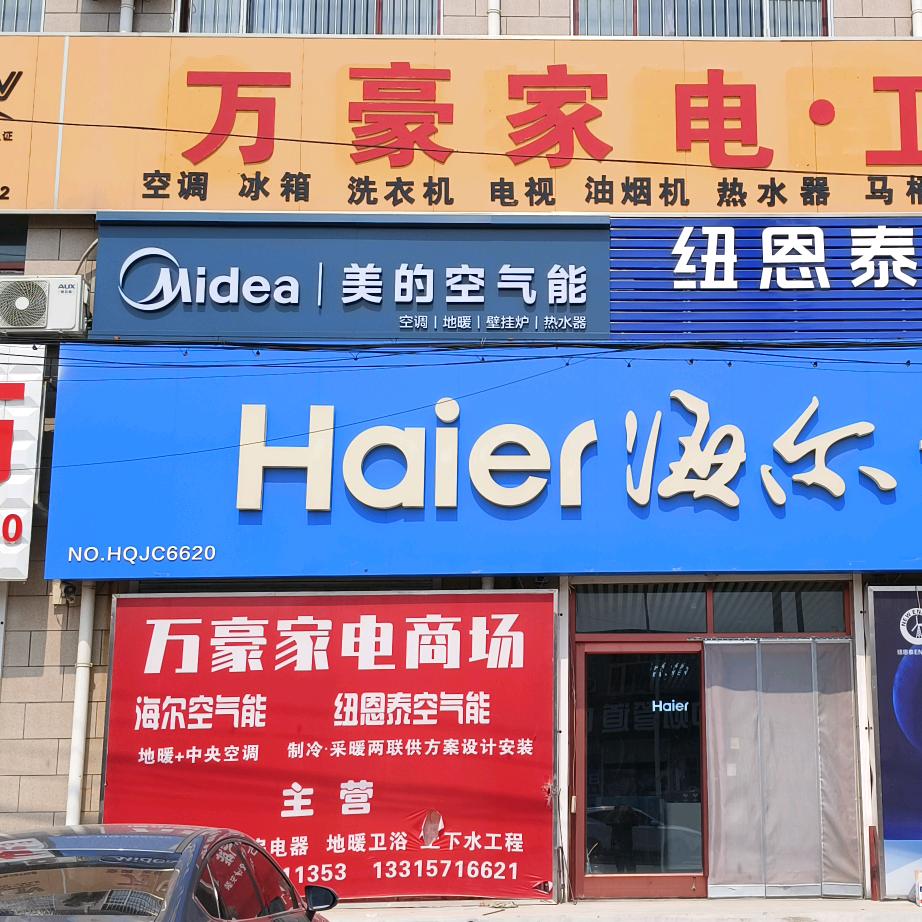 万豪家电·工
空调 冰箱 洗衣机 电视 油烟机 热水器 马桶
证
2
Midea 美的空气能
空调 | 地暖 | 壁挂炉 | 热水器
纽恩泰
AUX
Haier 海尔
NO.HQJC6620
0
万豪家电商场
海尔空气能 纽恩泰空气能
地暖+中央空调 制冷·采暖两联供方案设计安装
主营
电器 地暖卫浴 下水工程
11353 13315716621
Haier